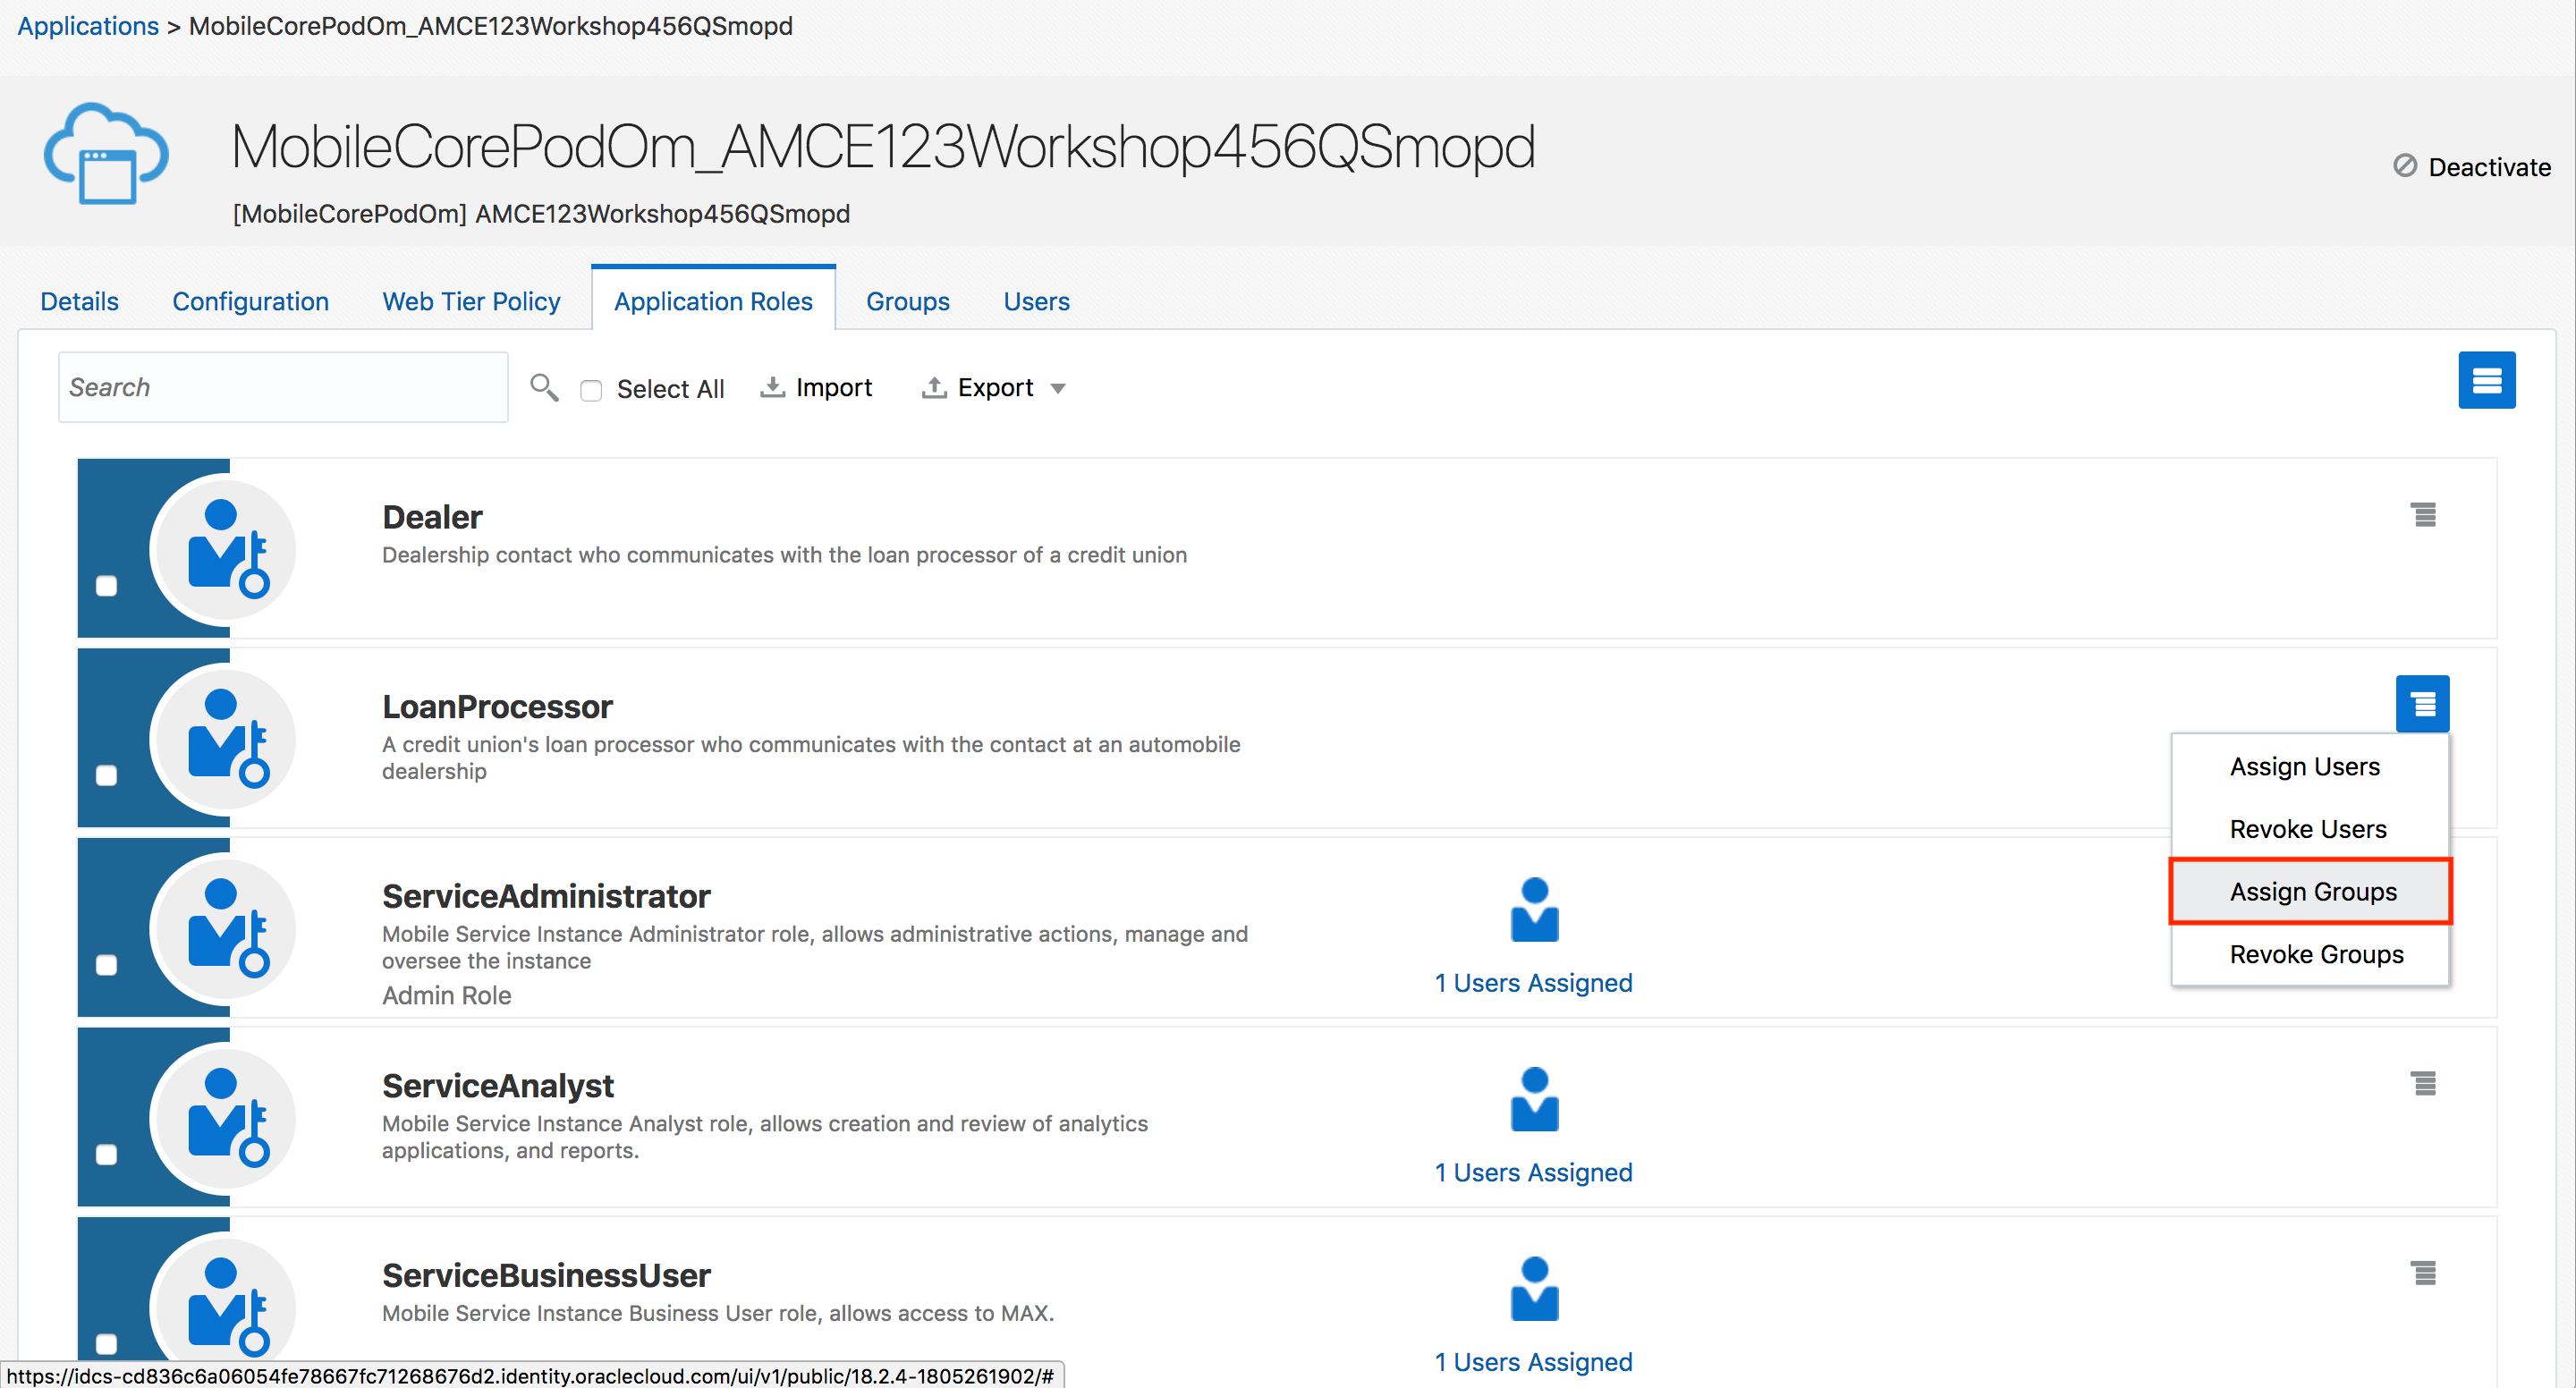 Applications > MobileCorePodOm_AMCE123Workshop456QSmopd
MobileCorePodOm_AMCE123Workshop456QSmopd
Deactivate
[MobileCorePodOm] AMCE123Workshop456QSmopd
Details Configuration Web Tier Policy Application Roles Groups Users
Search Select All Import Export
Dealer
Dealership contact who communicates with the loan processor of a credit union
LoanProcessor
A credit union's loan processor who communicates with the contact at an automobile
dealership
Assign Users
Revoke Users
Assign Groups
Revoke Groups
ServiceAdministrator
Mobile Service Instance Administrator role, allows administrative actions, manage and
oversee the instance
Admin Role
1 Users Assigned
ServiceAnalyst
Mobile Service Instance Analyst role, allows creation and review of analytics
applications, and reports.
1 Users Assigned
ServiceBusinessUser
Mobile Service Instance Business User role, allows access to MAX.
1 Users Assigned
https://idcs-cd836c6a06054fe78667fc71268676d2.identity.oraclecloud.com/ui/v1/public/18.2.4-1805261902/#